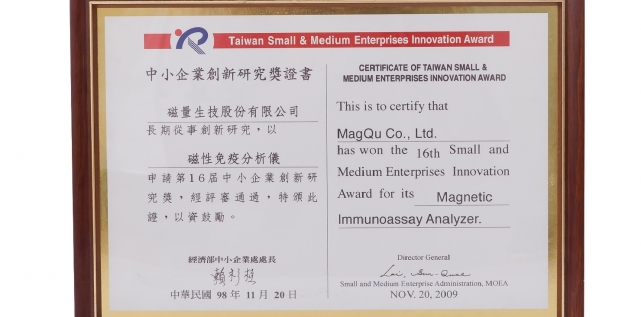 Taiwan Small & Medium Enterprises Innovation Award
中小企業創新研究獎證書
磁量生技股份有限公司
長期從事創新研究，以
磁性免疫分析儀
申請第16屆中小企業創新研
究獎，經評審通過，特頒此
證，以資鼓勵。
經濟部中小企業處處長
中華民國 98 年 11 月 20 日
CERTIFICATE OF TAIWAN SMALL &
MEDIUM ENTERPRISES INNOVATION AWARD
This is to certify that
MagQu Co., Ltd.
has won the 16th Small and
Medium Enterprises Innovation
Award for its Magnetic
Immunoassay Analyzer.
Director General
Small and Medium Enterprise Administration, MOEA
NOV. 20, 2009